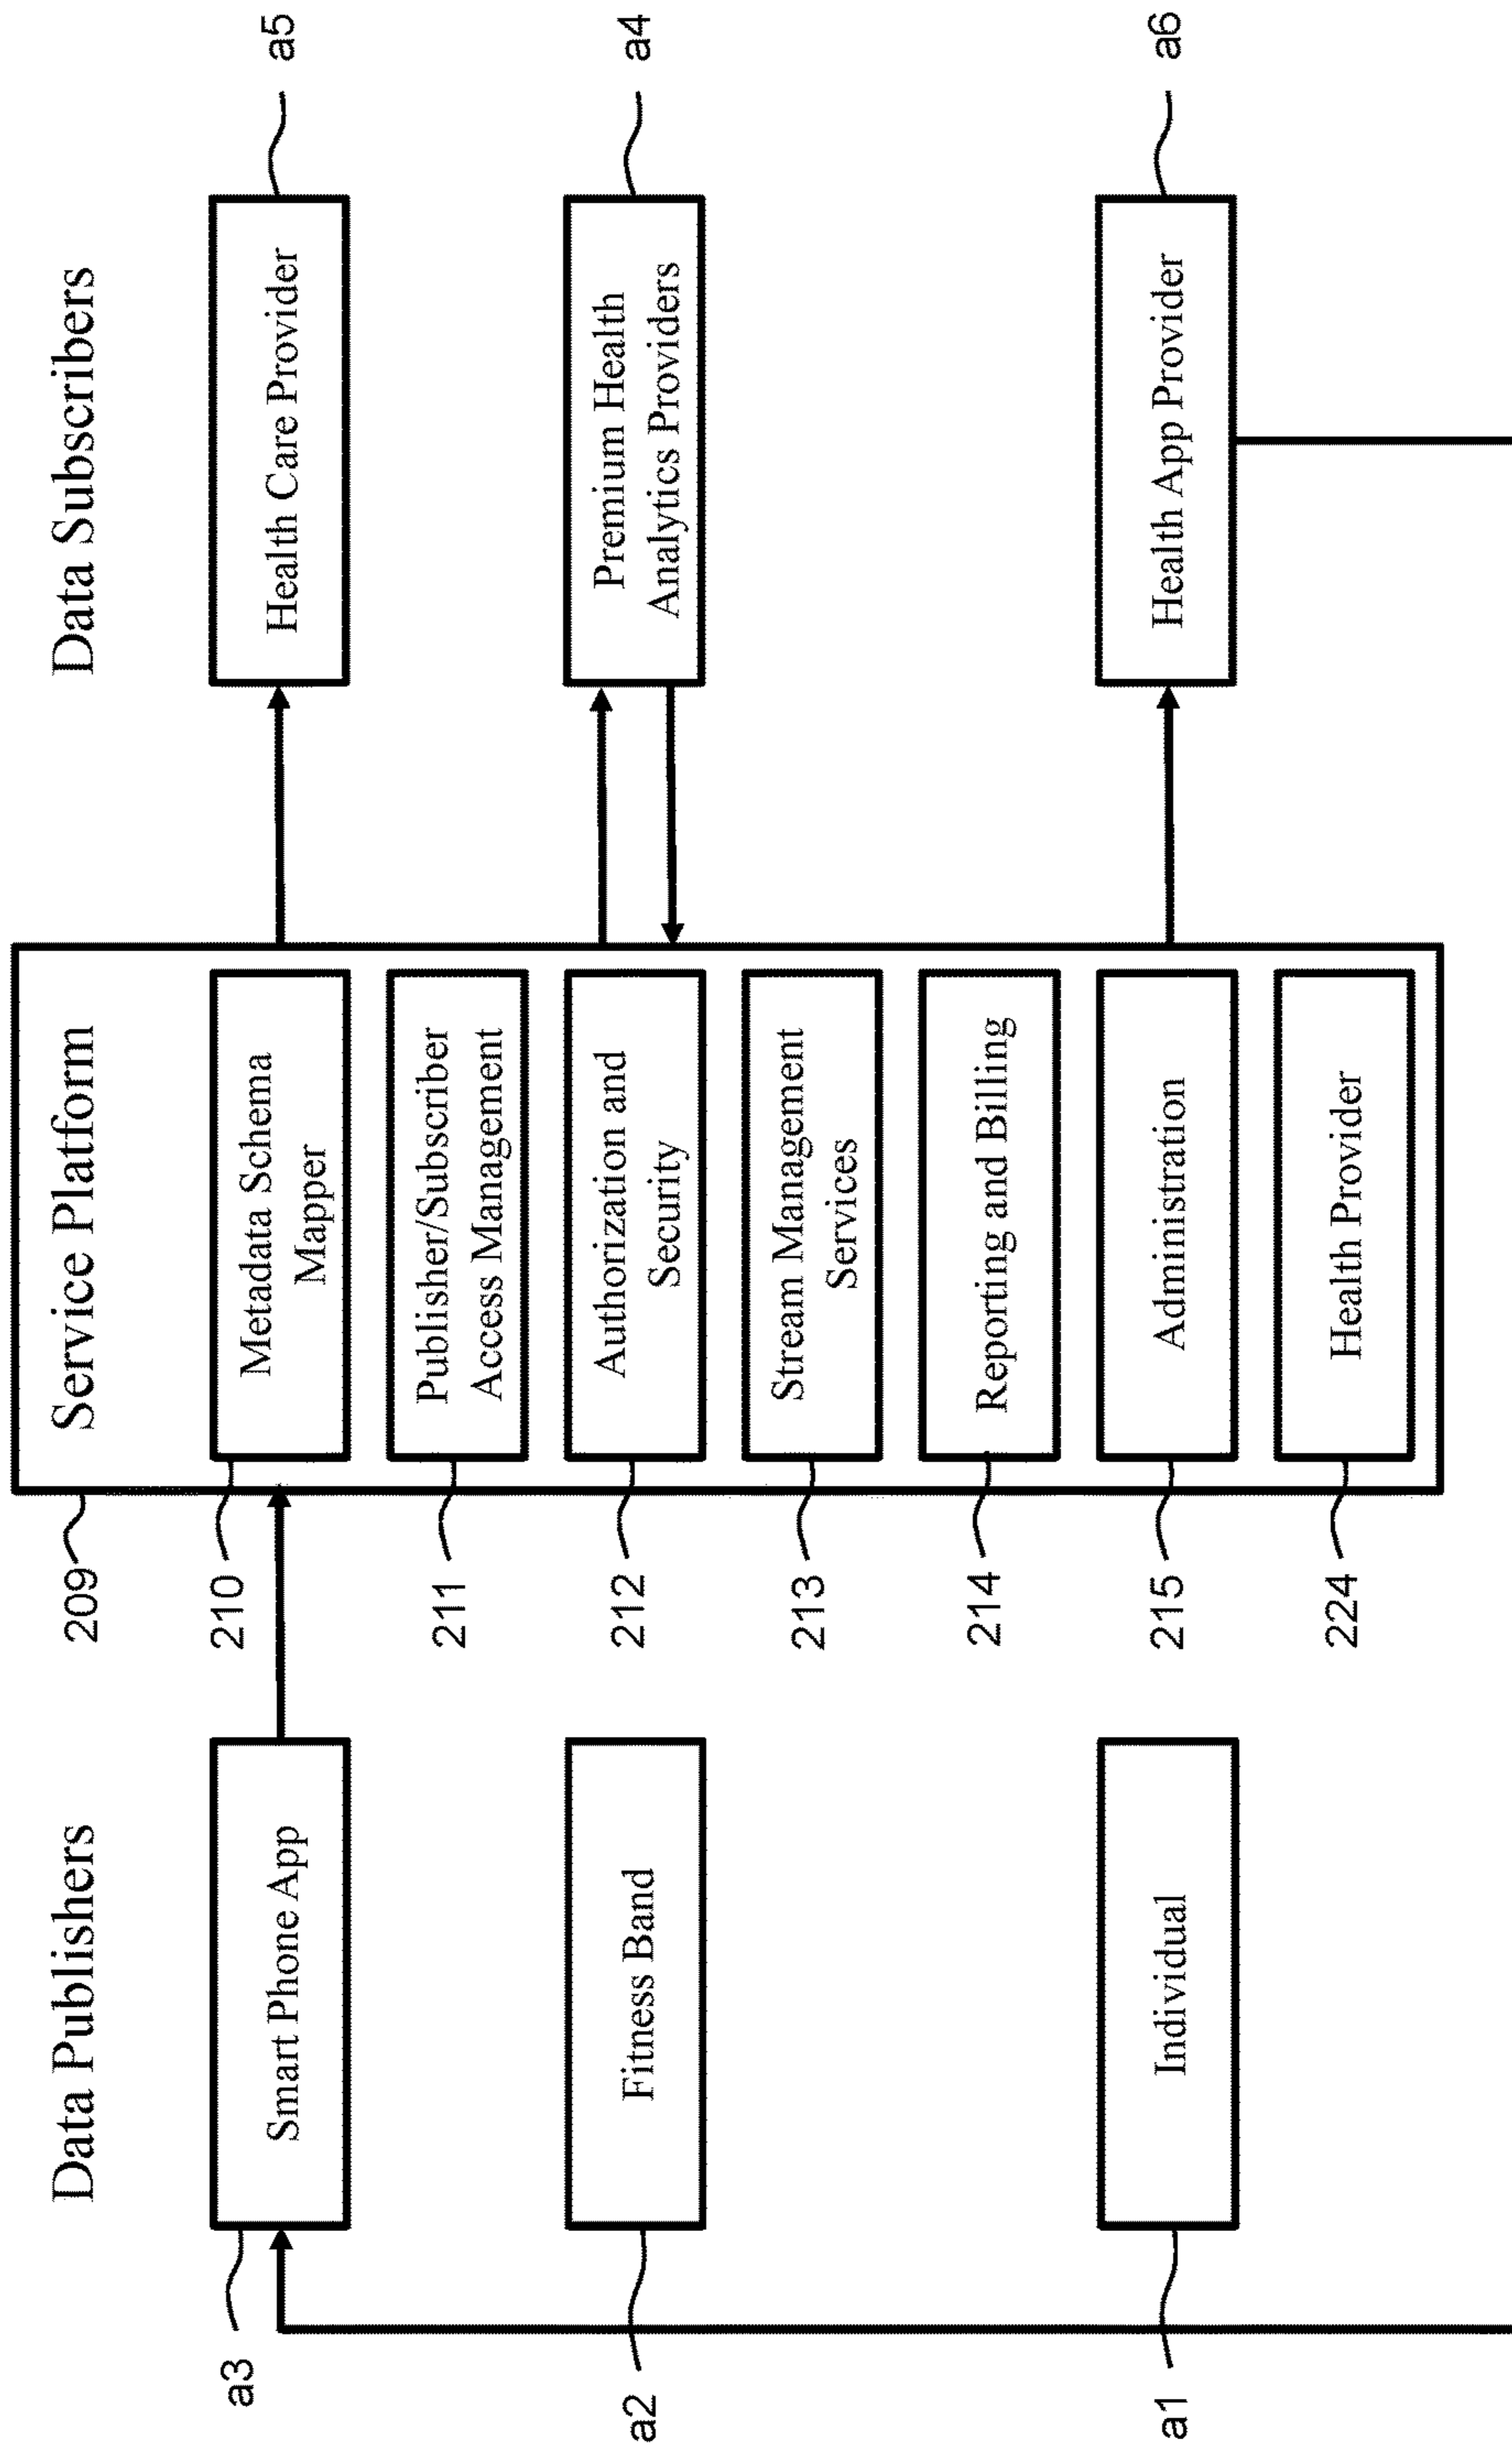 Data Publishers
a3
Smart Phone App
a2
Fitness Band
a1
Individual
Service Platform
209
210
Metadata Schema
Mapper
211
Publisher/Subscriber
Access Management
212
Authorization and
Security
213
Stream Management
Services
214
Reporting and Billing
215
Administration
224
Health Provider
Data Subscribers
Health Care Provider
a5
Premium Health
Analytics Providers
a4
Health App Provider
a6